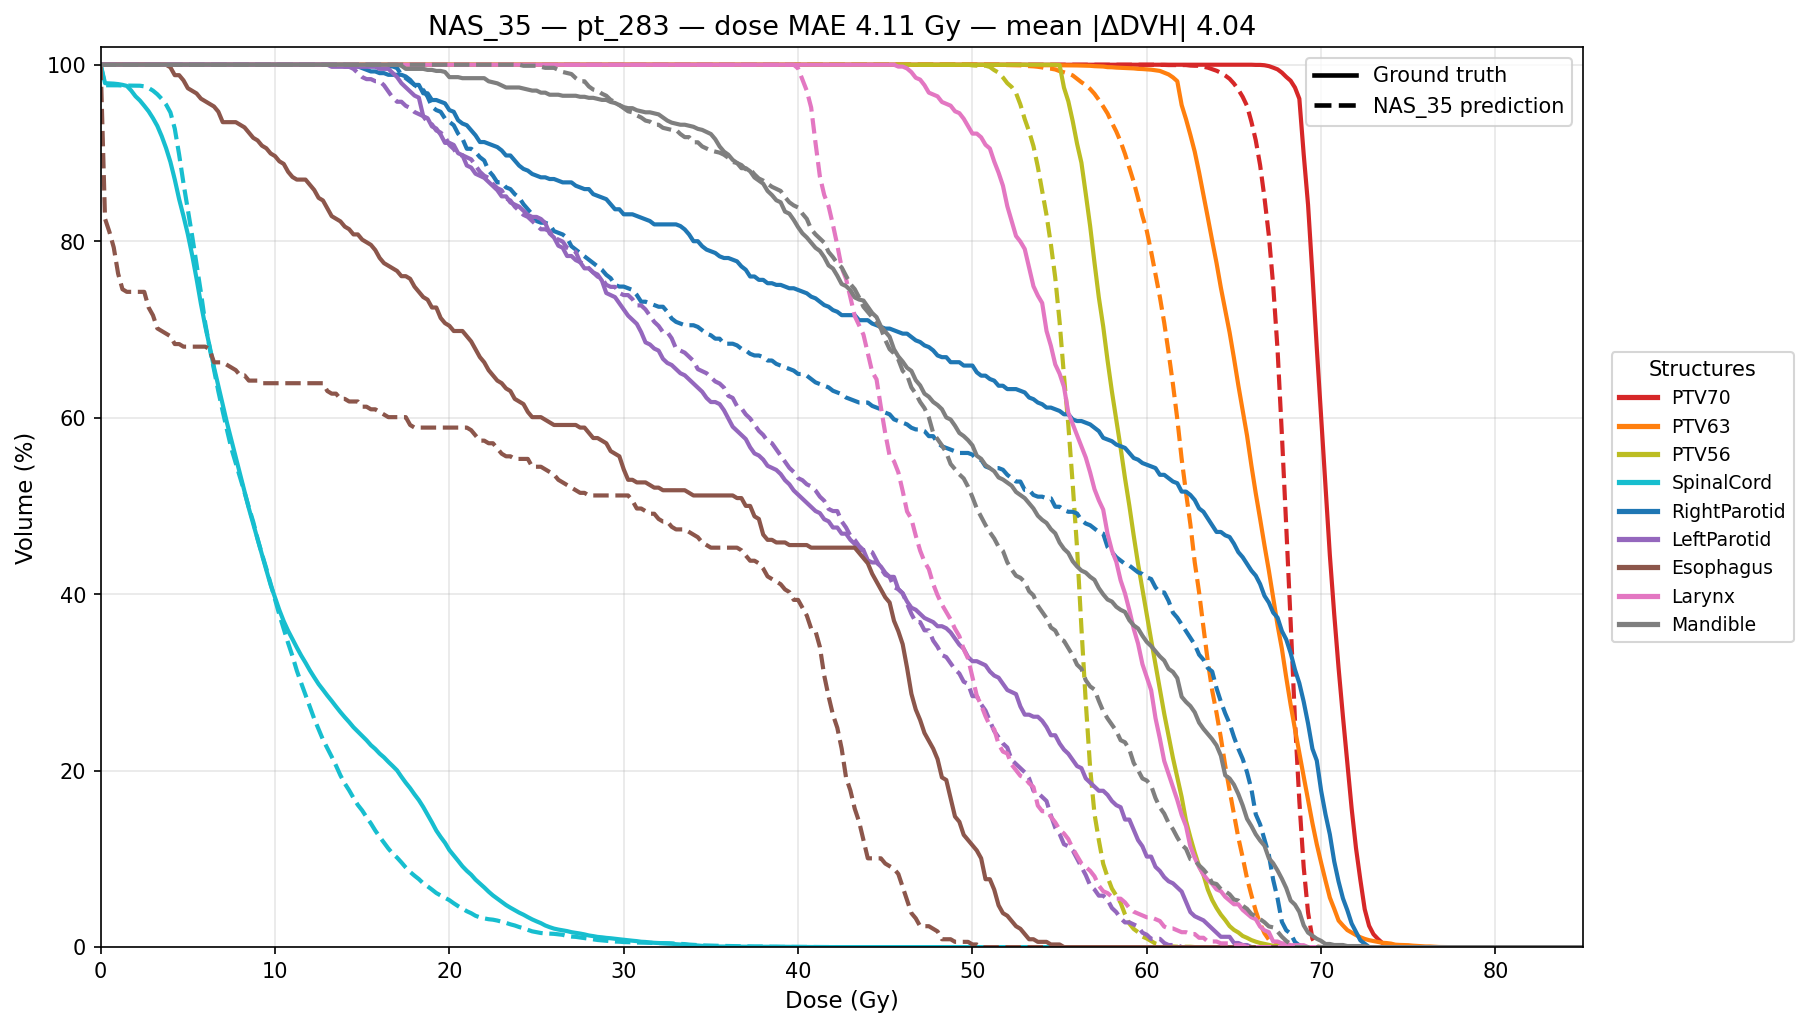 NAS_35 — pt_283 — dose MAE 4.11 Gy — mean |ΔDVH| 4.04
Ground truth
NAS_35 prediction
Volume (%)
100
80
60
40
20
0
0 10 20 30 40 50 60 70 80
Dose (Gy)
Structures
PTV70
PTV63
PTV56
SpinalCord
RightParotid
LeftParotid
Esophagus
Larynx
Mandible